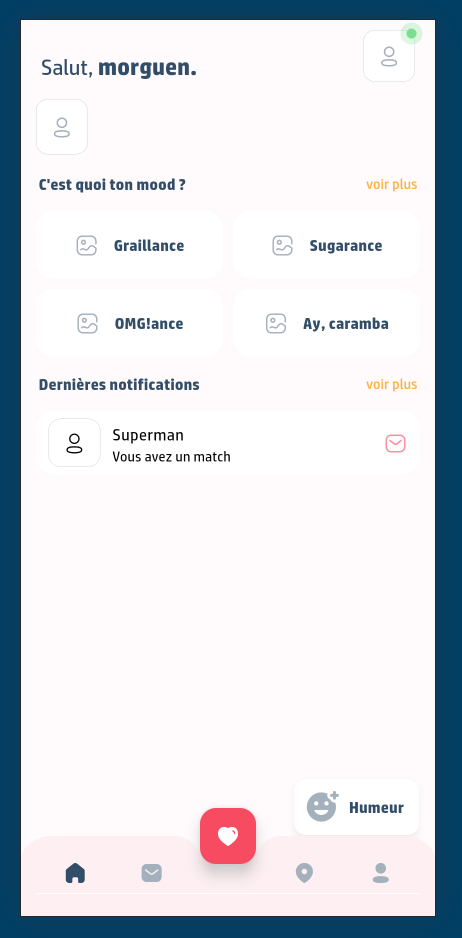 Salut, morguen.
C'est quoi ton mood ?
voir plus
Graillance
Sugarance
OMG!ance
Ay, caramba
Dernières notifications
voir plus
Superman
Vous avez un match
Humeur